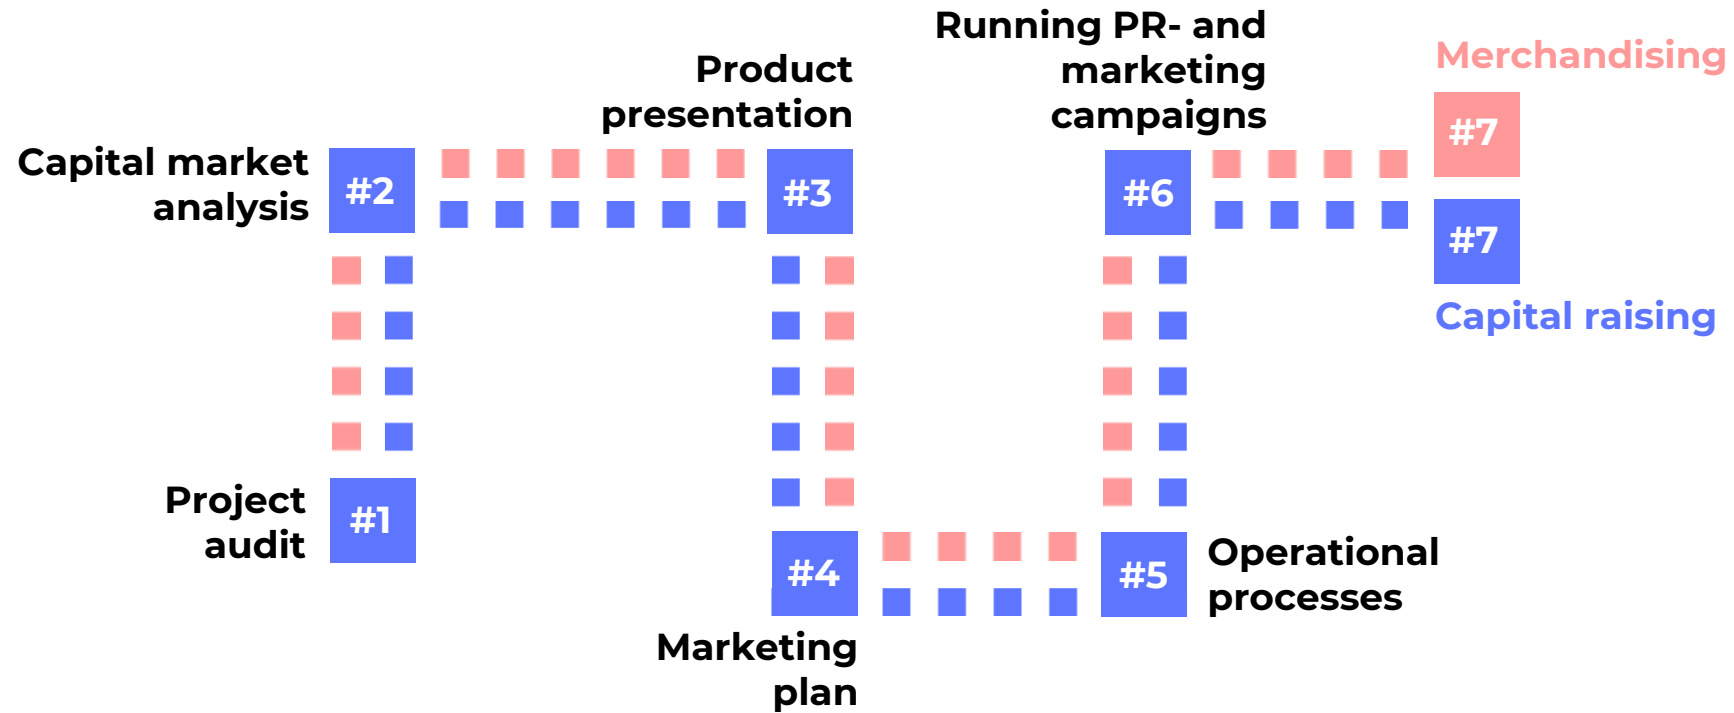 Running PR- and
marketing
campaigns
Merchandising
Product
presentation
#7
Capital market
analysis
#2
#3
#6
#7
Capital raising
Project
audit
#1
#4
#5
Operational
processes
Marketing
plan